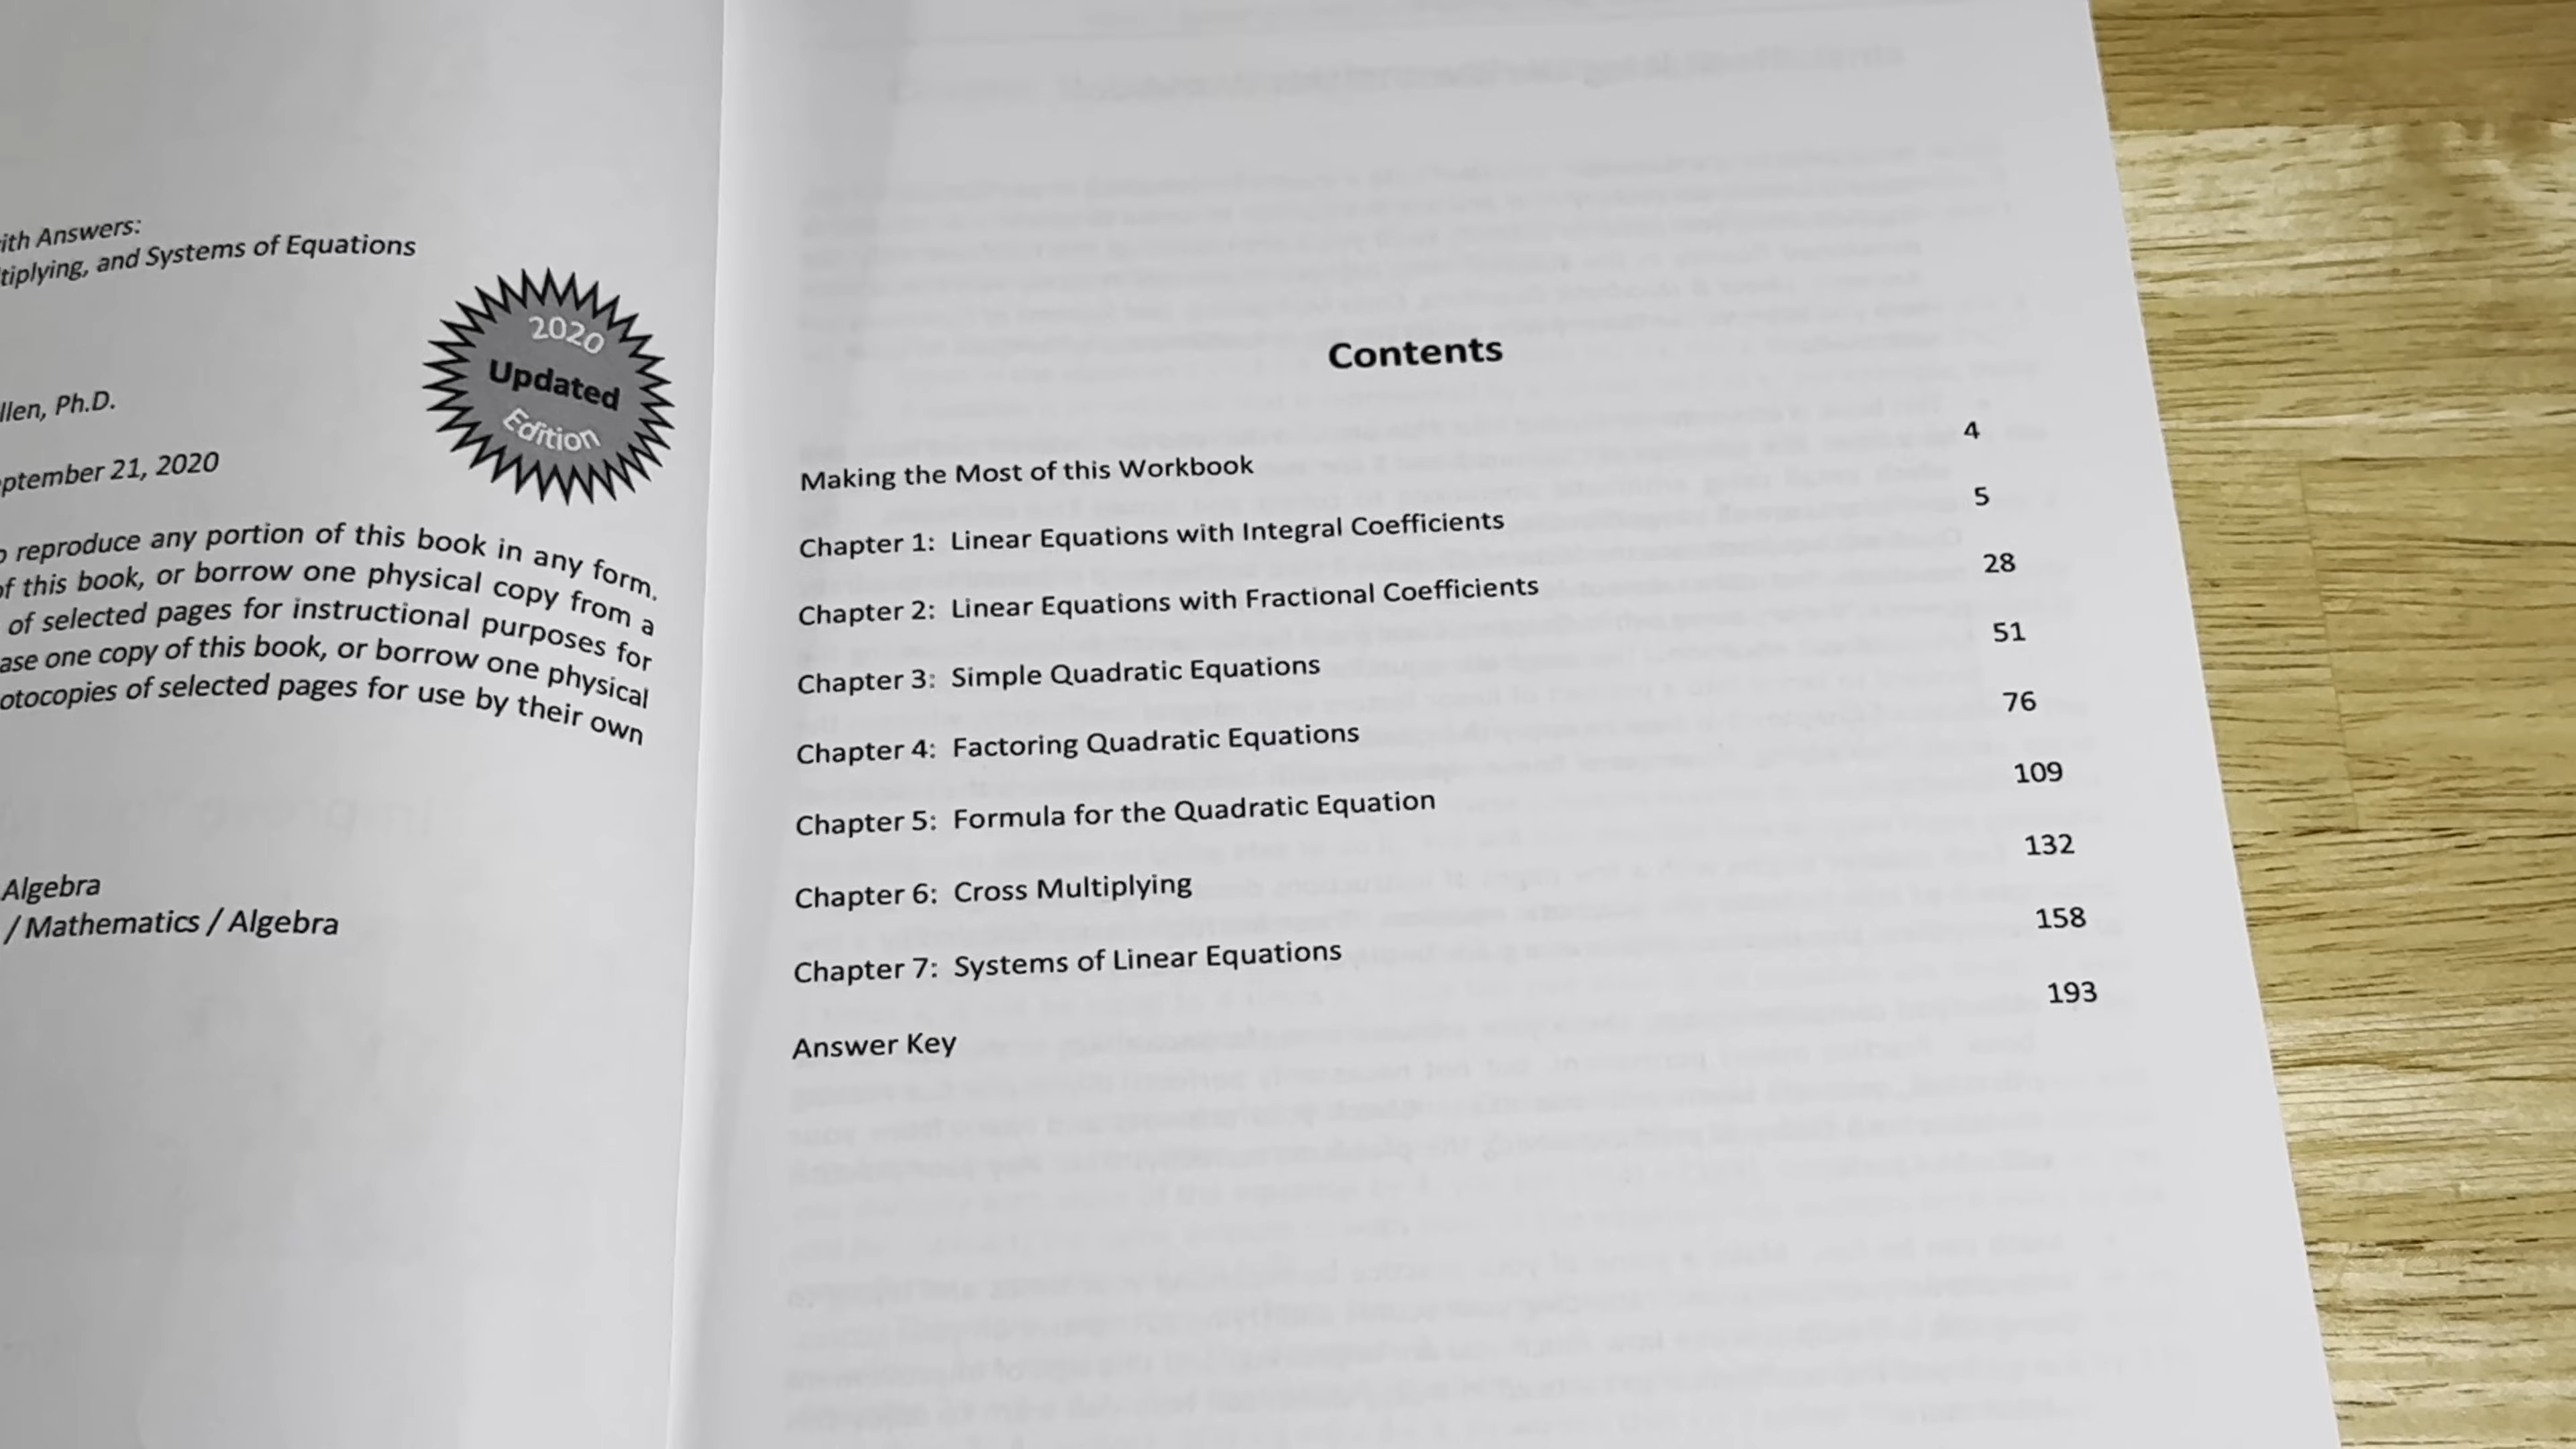 ith Answers:
tiplying, and Systems of Equations
llen, Ph.D.
ptember 21, 2020
2020
Updated
Edition
o reproduce any portion of this book in any form.
of this book, or borrow one physical copy from a
of selected pages for instructional purposes for
ase one copy of this book, or borrow one physical
otocopies of selected pages for use by their own
Algebra
/ Mathematics / Algebra
Contents
Making the Most of this Workbook 4
Chapter 1: Linear Equations with Integral Coefficients 5
Chapter 2: Linear Equations with Fractional Coefficients 28
Chapter 3: Simple Quadratic Equations 51
Chapter 4: Factoring Quadratic Equations 76
Chapter 5: Formula for the Quadratic Equation 109
Chapter 6: Cross Multiplying 132
Chapter 7: Systems of Linear Equations 158
Answer Key 193